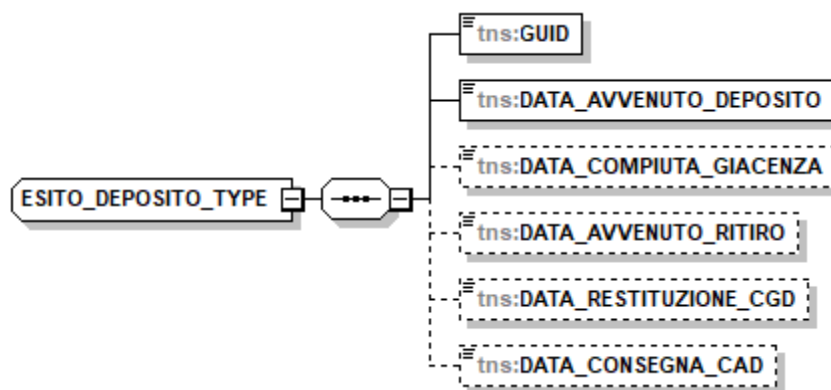 tns:GUID
tns:DATA_AVVENUTO_DEPOSITO
tns:DATA_COMPIUTA_GIACENZA
ESITO_DEPOSITO_TYPE
tns:DATA_AVVENUTO_RITIRO
tns:DATA_RESTITUZIONE_CGD
tns:DATA_CONSEGNA_CAD